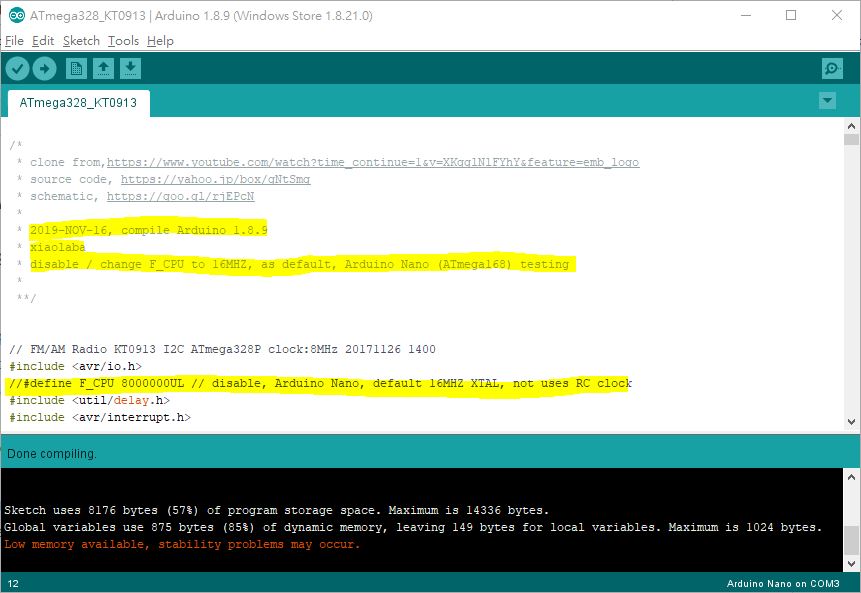 ATmega328_KT0913 | Arduino 1.8.9 (Windows Store 1.8.21.0)
File Edit Sketch Tools Help
ATmega328_KT0913
/*
* clone from,https://www.youtube.com/watch?time_continue=1&v=XKgg1N1FYhY&feature=emb_logo
* source code, https://yahoo.jp/box/gNtSmg
* schematic, https://goo.gl/rjEPcN
*
* 2019-NOV-16, compile Arduino 1.8.9
* xiaolaba
* disable / change F_CPU to 16MHZ, as default, Arduino Nano (ATmega168) testing
*
**/
// FM/AM Radio KT0913 I2C ATmega328P clock:8MHz 20171126 1400
#include <avr/io.h>
//#define F_CPU 8000000UL // disable, Arduino Nano, default 16MHZ XTAL, not uses RC clock
#include <util/delay.h>
#include <avr/interrupt.h>
Done compiling.
Sketch uses 8176 bytes (57%) of program storage space. Maximum is 14336 bytes.
Global variables use 875 bytes (85%) of dynamic memory, leaving 149 bytes for local variables. Maximum is 1024 bytes.
Low memory available, stability problems may occur.
12
Arduino Nano on COM3